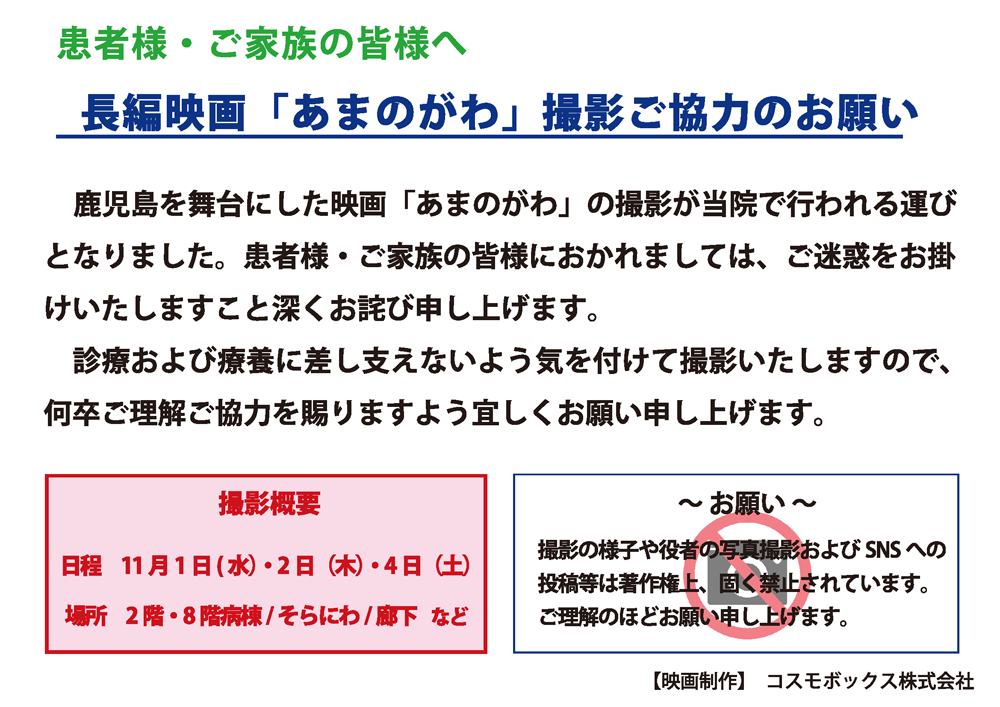 患者様・ご家族の皆様へ
長編映画「あまのがわ」撮影ご協力のお願い
鹿児島を舞台にした映画「あまのがわ」の撮影が当院で行われる運び
となりました。患者様・ご家族の皆様におかれましては、ご迷惑をお掛
けいたしますこと深くお詫び申し上げます。
診療および療養に差し支えないよう気を付けて撮影いたしますので、
何卒ご理解ご協力を賜りますよう宜しくお願い申し上げます。
撮影概要
日程 11月1日(水)・2日（木）・4日（土）
場所 2階・8階病棟/そらにわ/廊下 など
～お願い～
撮影の様子や役者の写真撮影およびSNSへの
投稿等は著作権上、固く禁止されています。
ご理解のほどお願い申し上げます。
【映画制作】 コスモボックス株式会社